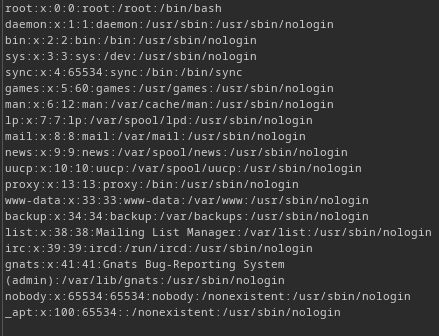 root:x:0:0:root:/root:/bin/bash
daemon:x:1:1:daemon:/usr/sbin:/usr/sbin/nologin
bin:x:2:2:bin:/bin:/usr/sbin/nologin
sys:x:3:3:sys:/dev:/usr/sbin/nologin
sync:x:4:65534:sync:/bin:/bin/sync
games:x:5:60:games:/usr/games:/usr/sbin/nologin
man:x:6:12:man:/var/cache/man:/usr/sbin/nologin
lp:x:7:7:lp:/var/spool/lpd:/usr/sbin/nologin
mail:x:8:8:mail:/var/mail:/usr/sbin/nologin
news:x:9:9:news:/var/spool/news:/usr/sbin/nologin
uucp:x:10:10:uucp:/var/spool/uucp:/usr/sbin/nologin
proxy:x:13:13:proxy:/bin:/usr/sbin/nologin
www-data:x:33:33:www-data:/var/www:/usr/sbin/nologin
backup:x:34:34:backup:/var/backups:/usr/sbin/nologin
list:x:38:38:Mailing List Manager:/var/list:/usr/sbin/nologin
irc:x:39:39:ircd:/run/ircd:/usr/sbin/nologin
gnats:x:41:41:Gnats Bug-Reporting System
(admin):/var/lib/gnats:/usr/sbin/nologin
nobody:x:65534:65534:nobody:/nonexistent:/usr/sbin/nologin
_apt:x:100:65534::/nonexistent:/usr/sbin/nologin